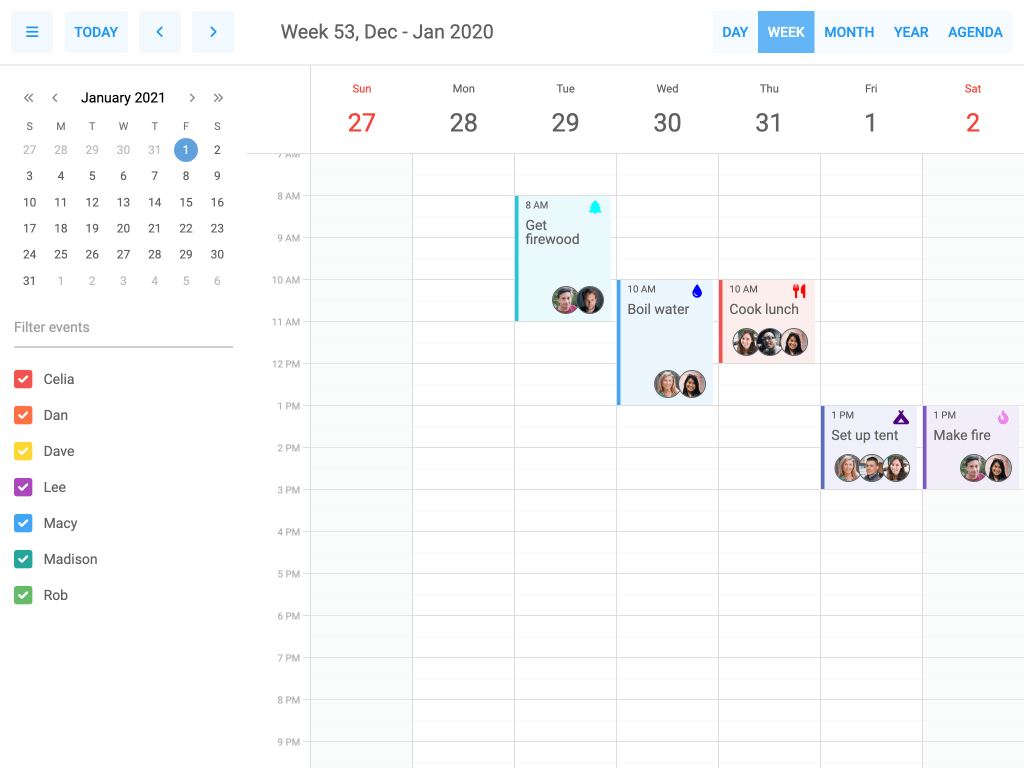 TODAY
Week 53, Dec - Jan 2020
DAY WEEK MONTH YEAR AGENDA
January 2021
S M T W T F S
27 28 29 30 31 1 2
3 4 5 6 7 8 9
10 11 12 13 14 15 16
17 18 19 20 21 22 23
24 25 26 27 28 29 30
31 1 2 3 4 5 6
Filter events
Celia
Dan
Dave
Lee
Macy
Madison
Rob
Sun Mon Tue Wed Thu Fri Sat
27 28 29 30 31 1 2
7 AM
8 AM
9 AM
10 AM
11 AM
12 PM
1 PM
2 PM
3 PM
4 PM
5 PM
6 PM
7 PM
8 PM
9 PM
8 AM
Get
firewood
10 AM
Boil water
10 AM
Cook lunch
1 PM
Set up tent
1 PM
Make fire